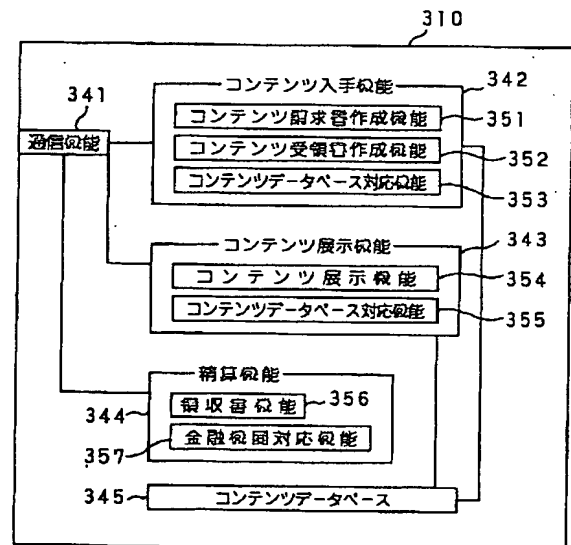 310
コンテンツ入手機能
342
341
コンテンツ請求書作成機能
351
通信機能
コンテンツ受領書作成機能
352
コンテンツデータベース対応機能
353
コンテンツ展示機能
343
コンテンツ展示機能
354
コンテンツデータベース対応機能
355
精算機能
領収書機能
356
344
金融機関対応機能
357
345
コンテンツデータベース